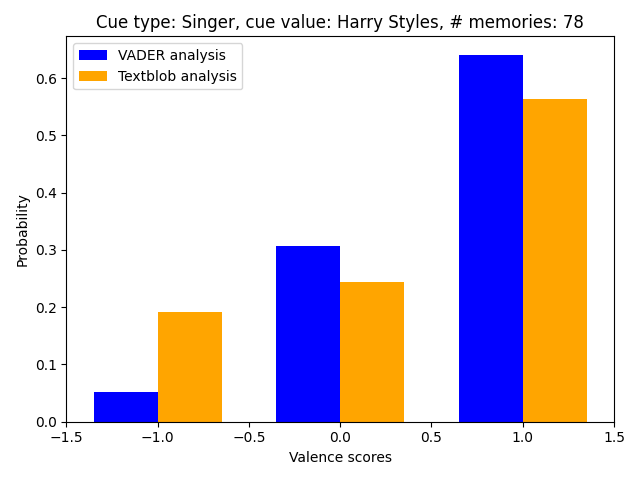 Cue type: Singer, cue value: Harry Styles, # memories: 78
VADER analysis
Textblob analysis
Probability
0.6
0.5
0.4
0.3
0.2
0.1
0.0
−1.5 −1.0 −0.5 0.0 0.5 1.0 1.5
Valence scores